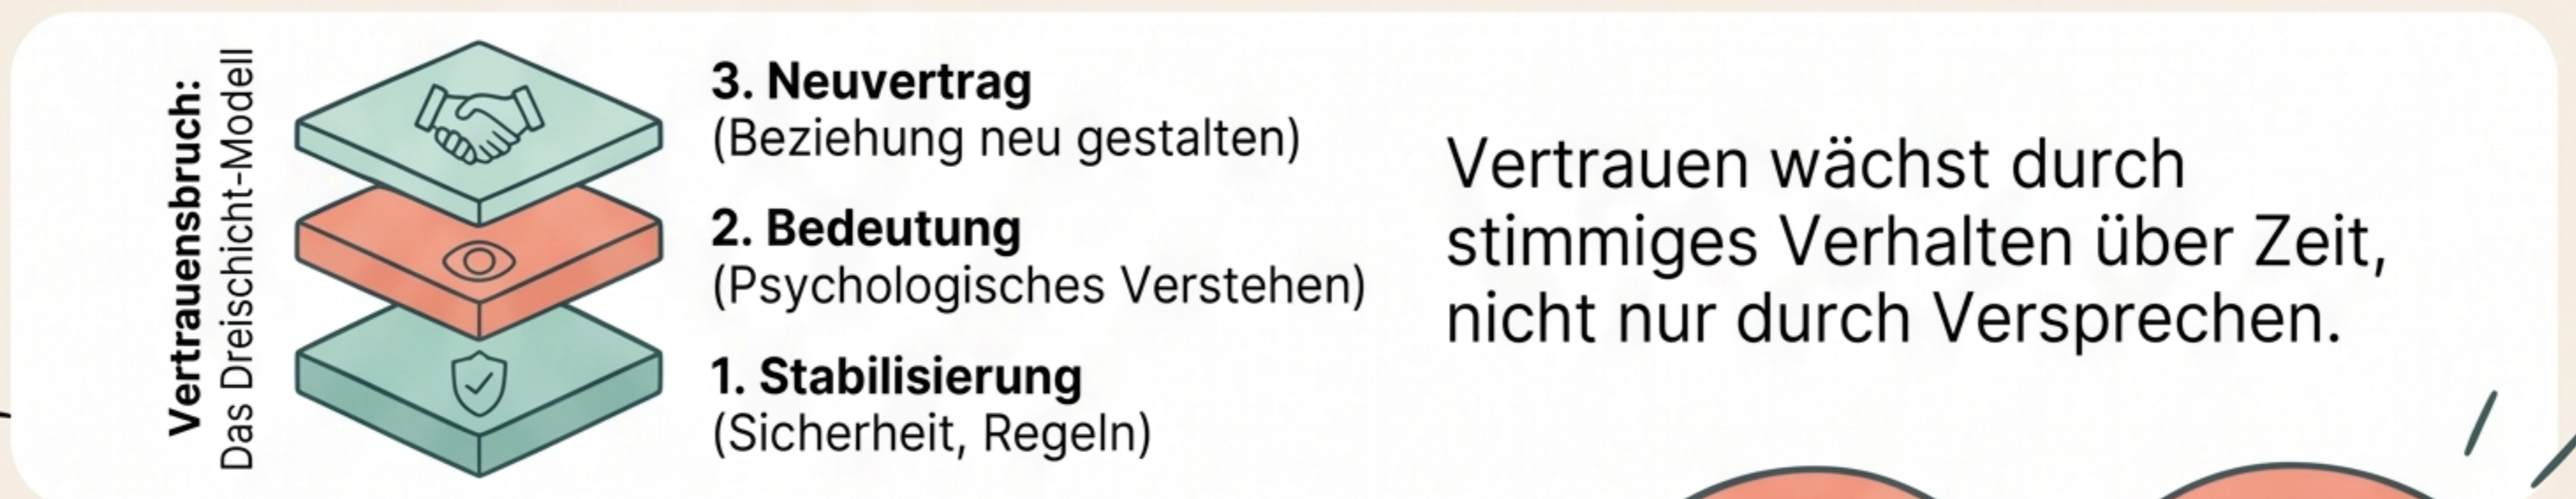 Vertrauensbruch:
Das Dreischicht-Modell
3. Neuvertrag
(Beziehung neu gestalten)
2. Bedeutung
(Psychologisches Verstehen)
1. Stabilisierung
(Sicherheit, Regeln)
Vertrauen wächst durch
stimmiges Verhalten über Zeit,
nicht nur durch Versprechen.